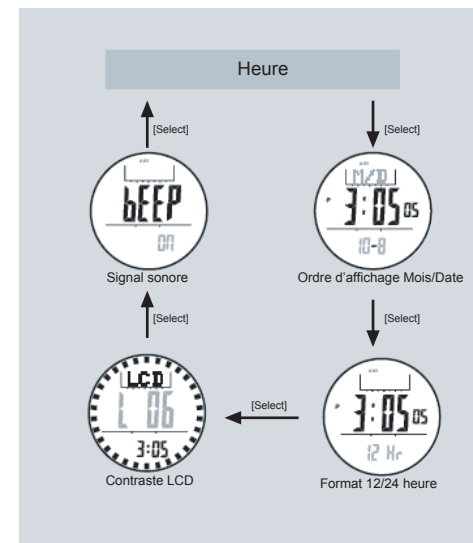 Heure
[Select]
[Select]
bEEP
ON
Signal sonore
M/D
P 3:05 05
10-8
Ordre d'affichage Mois/Date
[Select]
[Select]
LCD
L 06
3:05
Contraste LCD
[Select]
P 3:05 05
12 Hr
Format 12/24 heure